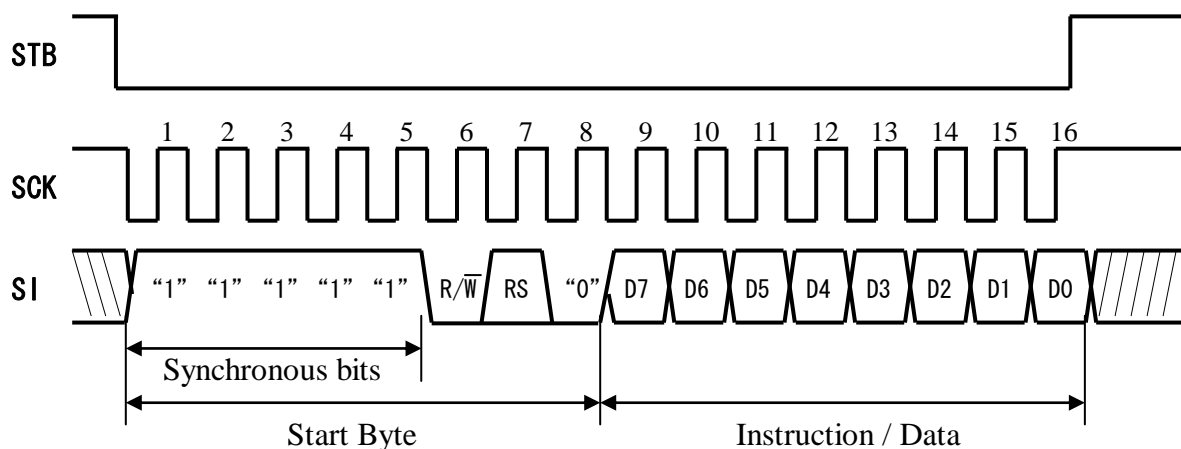 STB
1 2 3 4 5 6 7 8 9 10 11 12 13 14 15 16
SCK
SI “1” “1” “1” “1” “1” R/W̅ RS “0” D7 D6 D5 D4 D3 D2 D1 D0
Synchronous bits
Start Byte Instruction / Data